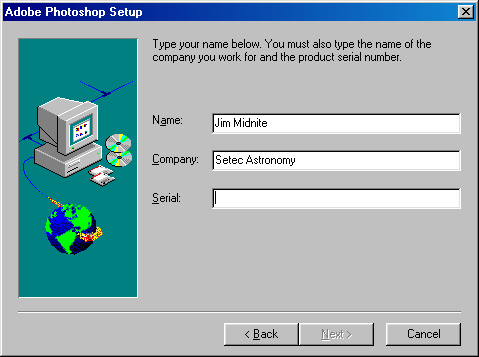 Adobe Photoshop Setup
Type your name below. You must also type the name of the
company you work for and the product serial number.
Name: Jim Midnite
Company: Setec Astronomy
Serial:
< Back Next > Cancel